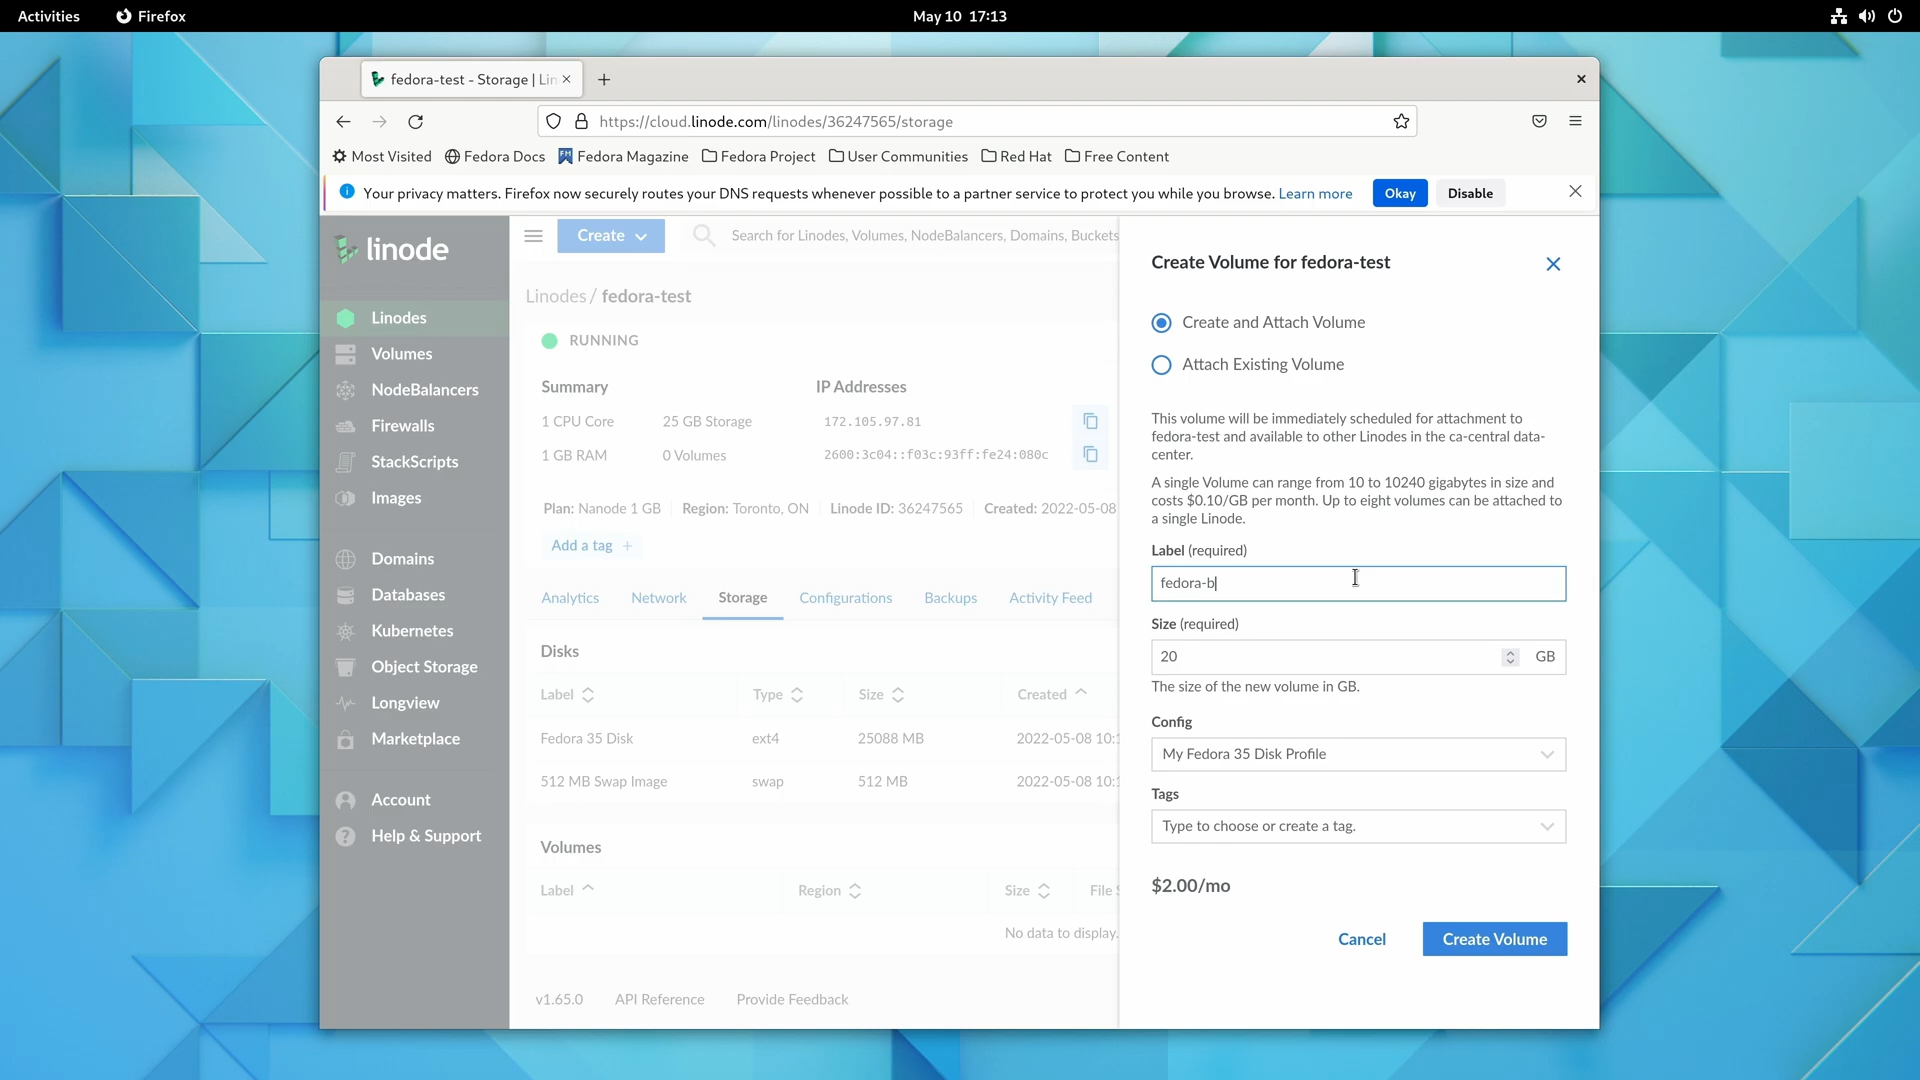 Activities
Firefox
May 10 17:13
fedora-test - Storage | Lin
https://cloud.linode.com/linodes/36247565/storage
Most Visited
Fedora Docs
Fedora Magazine
Fedora Project
User Communities
Red Hat
Free Content
Your privacy matters. Firefox now securely routes your DNS requests whenever possible to a partner service to protect you while you browse. Learn more
Okay
Disable
linode
Linodes
Volumes
NodeBalancers
Firewalls
StackScripts
Images
Domains
Databases
Kubernetes
Object Storage
Longview
Marketplace
Account
Help & Support
Create
Search for Linodes, Volumes, NodeBalancers, Domains, Buckets
Linodes / fedora-test
RUNNING
Summary
IP Addresses
1 CPU Core
25 GB Storage
172.105.97.81
1 GB RAM
0 Volumes
2600:3c04::f03c:93ff:fe24:080c
Plan: Nanode 1 GB
Region: Toronto, ON
Linode ID: 36247565
Created: 2022-05-08
Add a tag +
Analytics
Network
Storage
Configurations
Backups
Activity Feed
Disks
Label
Type
Size
Created
Fedora 35 Disk
ext4
25088 MB
2022-05-08 10:1
512 MB Swap Image
swap
512 MB
2022-05-08 10:1
Volumes
Label
Region
Size
File S
No data to display.
v1.65.0
API Reference
Provide Feedback
Create Volume for fedora-test
Create and Attach Volume
Attach Existing Volume
This volume will be immediately scheduled for attachment to
fedora-test and available to other Linodes in the ca-central data-
center.
A single Volume can range from 10 to 10240 gigabytes in size and
costs $0.10/GB per month. Up to eight volumes can be attached to
a single Linode.
Label (required)
fedora-b
Size (required)
20
GB
The size of the new volume in GB.
Config
My Fedora 35 Disk Profile
Tags
Type to choose or create a tag.
$2.00/mo
Cancel
Create Volume